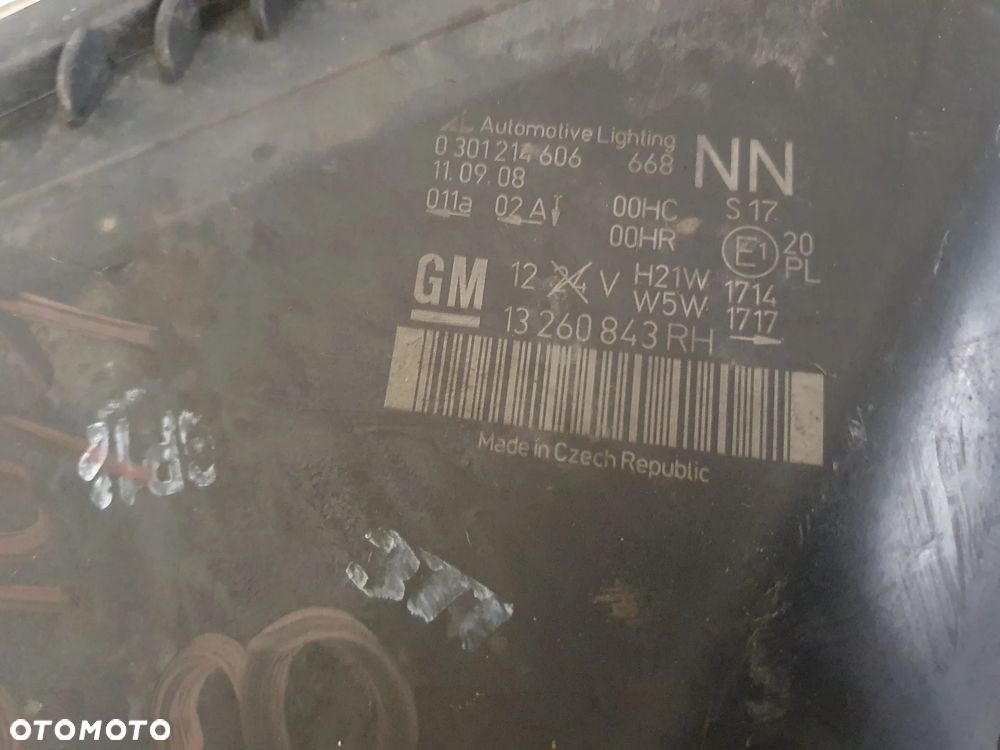 AL Automotive Lighting
0 301 214 606 668 NN
11.09.08
011a 02A 00HC S 17
00HR E1 20
PL
GM 12 24 V H21W 1714
W5W 1717
13 260 843 RH
Made in Czech Republic
OTOMOTO